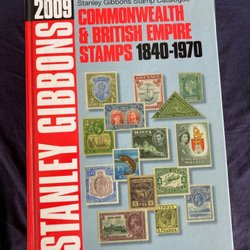 2009
STANLEY GIBBONS
Stanley Gibbons Stamp Catalogue
COMMONWEALTH
& BRITISH EMPIRE
STAMPS 1840-1970